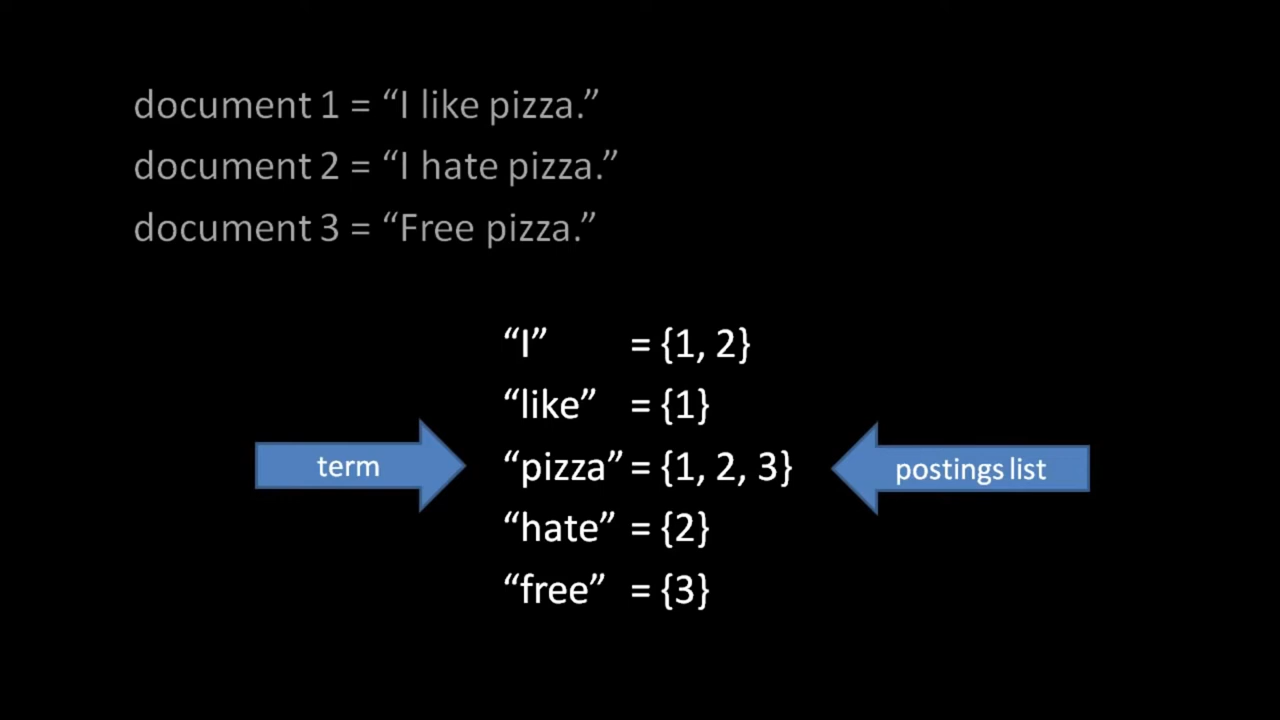 document 1 = “I like pizza.”
document 2 = “I hate pizza.”
document 3 = “Free pizza.”
“I” = {1, 2}
“like” = {1}
term
“pizza” = {1, 2, 3}
postings list
“hate” = {2}
“free” = {3}